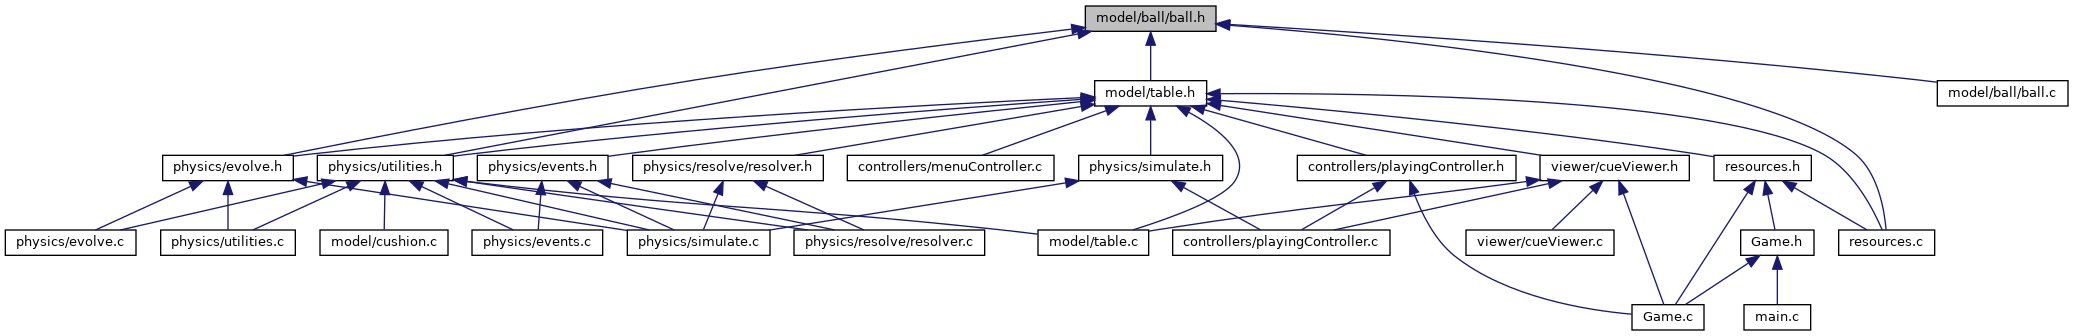 model/ball/ball.h
model/table.h
model/ball/ball.c
physics/evolve.h
physics/utilities.h
physics/events.h
physics/resolve/resolver.h
controllers/menuController.c
physics/simulate.h
controllers/playingController.h
viewer/cueViewer.h
resources.h
physics/evolve.c
physics/utilities.c
model/cushion.c
physics/events.c
physics/simulate.c
physics/resolve/resolver.c
model/table.c
controllers/playingController.c
viewer/cueViewer.c
Game.h
resources.c
Game.c
main.c